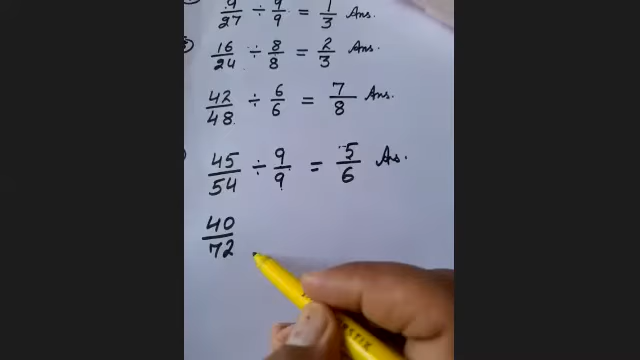 9/27 ÷ 9/9 = 1/3 Ans.
16/24 ÷ 8/8 = 2/3 Ans.
42/48 ÷ 6/6 = 7/8 Ans.
45/54 ÷ 9/9 = 5/6 Ans.
40/72